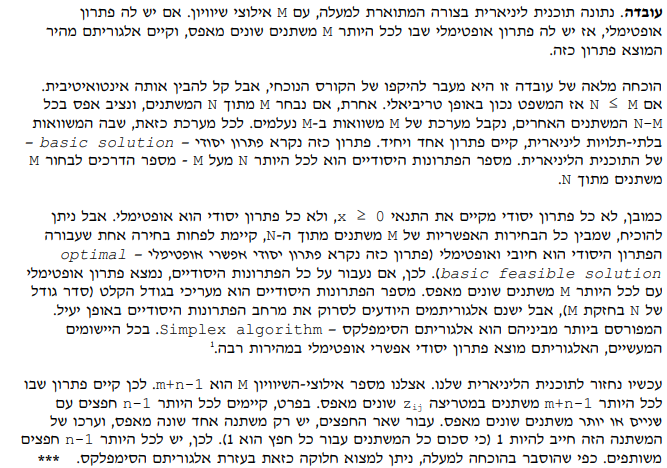 עובדה. נתונה תוכנית ליניארית בצורה המתוארת למעלה, עם M אילוצי שיוויון. אם יש לה פתרון
אופטימלי, אז יש לה פתרון אופטימלי שבו לכל היותר M משתנים שונים מאפס, וקיים אלגוריתם מהיר
המוצא פתרון כזה.
הוכחה מלאה של עובדה זו היא מעבר להיקפו של הקורס הנוכחי, אבל קל להבין אותה אינטואיטיבית.
אם N ≤ M אז המשפט נכון באופן טריביאלי. אחרת, אם נבחר M מתוך N המשתנים, ונציב אפס בכל
N-M המשתנים האחרים, נקבל מערכת של M משוואות ב-M נעלמים. לכל מערכת כזאת, שבה המשוואות
בלתי-תלויות ליניארית, קיים פתרון אחד ויחיד. פתרון כזה נקרא פתרון יסודי - basic solution -
של התוכנית הליניארית. מספר הפתרונות היסודיים הוא לכל היותר N מעל M - מספר הדרכים לבחור M
משתנים מתוך N.
כמובן, לא כל פתרון יסודי מקיים את התנאי x ≥ 0, ולא כל פתרון יסודי הוא אופטימלי. אבל ניתן
להוכיח, שמבין כל הבחירות האפשריות של M משתנים מתוך ה-N, קיימת לפחות בחירה אחת שעבורה
הפתרון היסודי הוא חיובי ואופטימלי (פתרון כזה נקרא פתרון יסודי אפשרי אופטימלי - optimal
basic feasible solution). לכן, אם נעבור על כל הפתרונות היסודיים, נמצא פתרון אופטימלי
עם לכל היותר M משתנים שונים מאפס. מספר הפתרונות היסודיים הוא מעריכי בגודל הקלט (סדר גודל
של N בחזקת M), אבל ישנם אלגוריתמים היודעים לסרוק את מרחב הפתרונות היסודיים באופן יעיל.
המפורסם ביותר מביניהם הוא אלגוריתם הסימפלקס - Simplex algorithm. בכל היישומים
המעשיים, האלגוריתם מוצא פתרון יסודי אפשרי אופטימלי במהירות רבה.1
עכשיו נחזור לתוכנית הליניארית שלנו. אצלנו מספר אילוצי-השיוויון M הוא m+n-1. לכן קיים פתרון שבו
לכל היותר m+n-1 משתנים במטריצה zij שונים מאפס. בפרט, קיימים לכל היותר n-1 חפצים עם
שניים או יותר משתנים שונים מאפס. עבור שאר החפצים, יש רק משתנה אחד שונה מאפס, וערכו של
המשתנה הזה חייב להיות 1 (כי סכום כל המשתנים עבור כל חפץ הוא 1). לכן, יש לכל היותר n-1 חפצים
משותפים. כפי שהוסבר בהוכחה למעלה, ניתן למצוא חלוקה כזאת בעזרת אלגוריתם הסימפלקס. ***